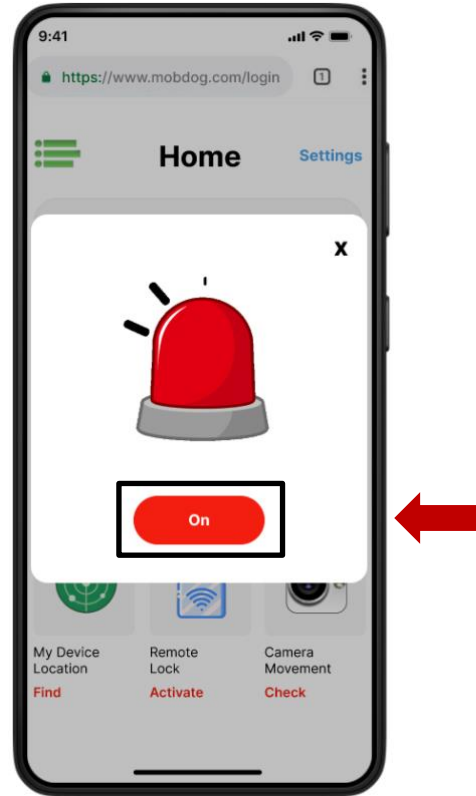 9:41
https://www.mobdog.com/login 1
Home Settings
X
On
My Device Location Remote Lock Camera Movement
Find Activate Check